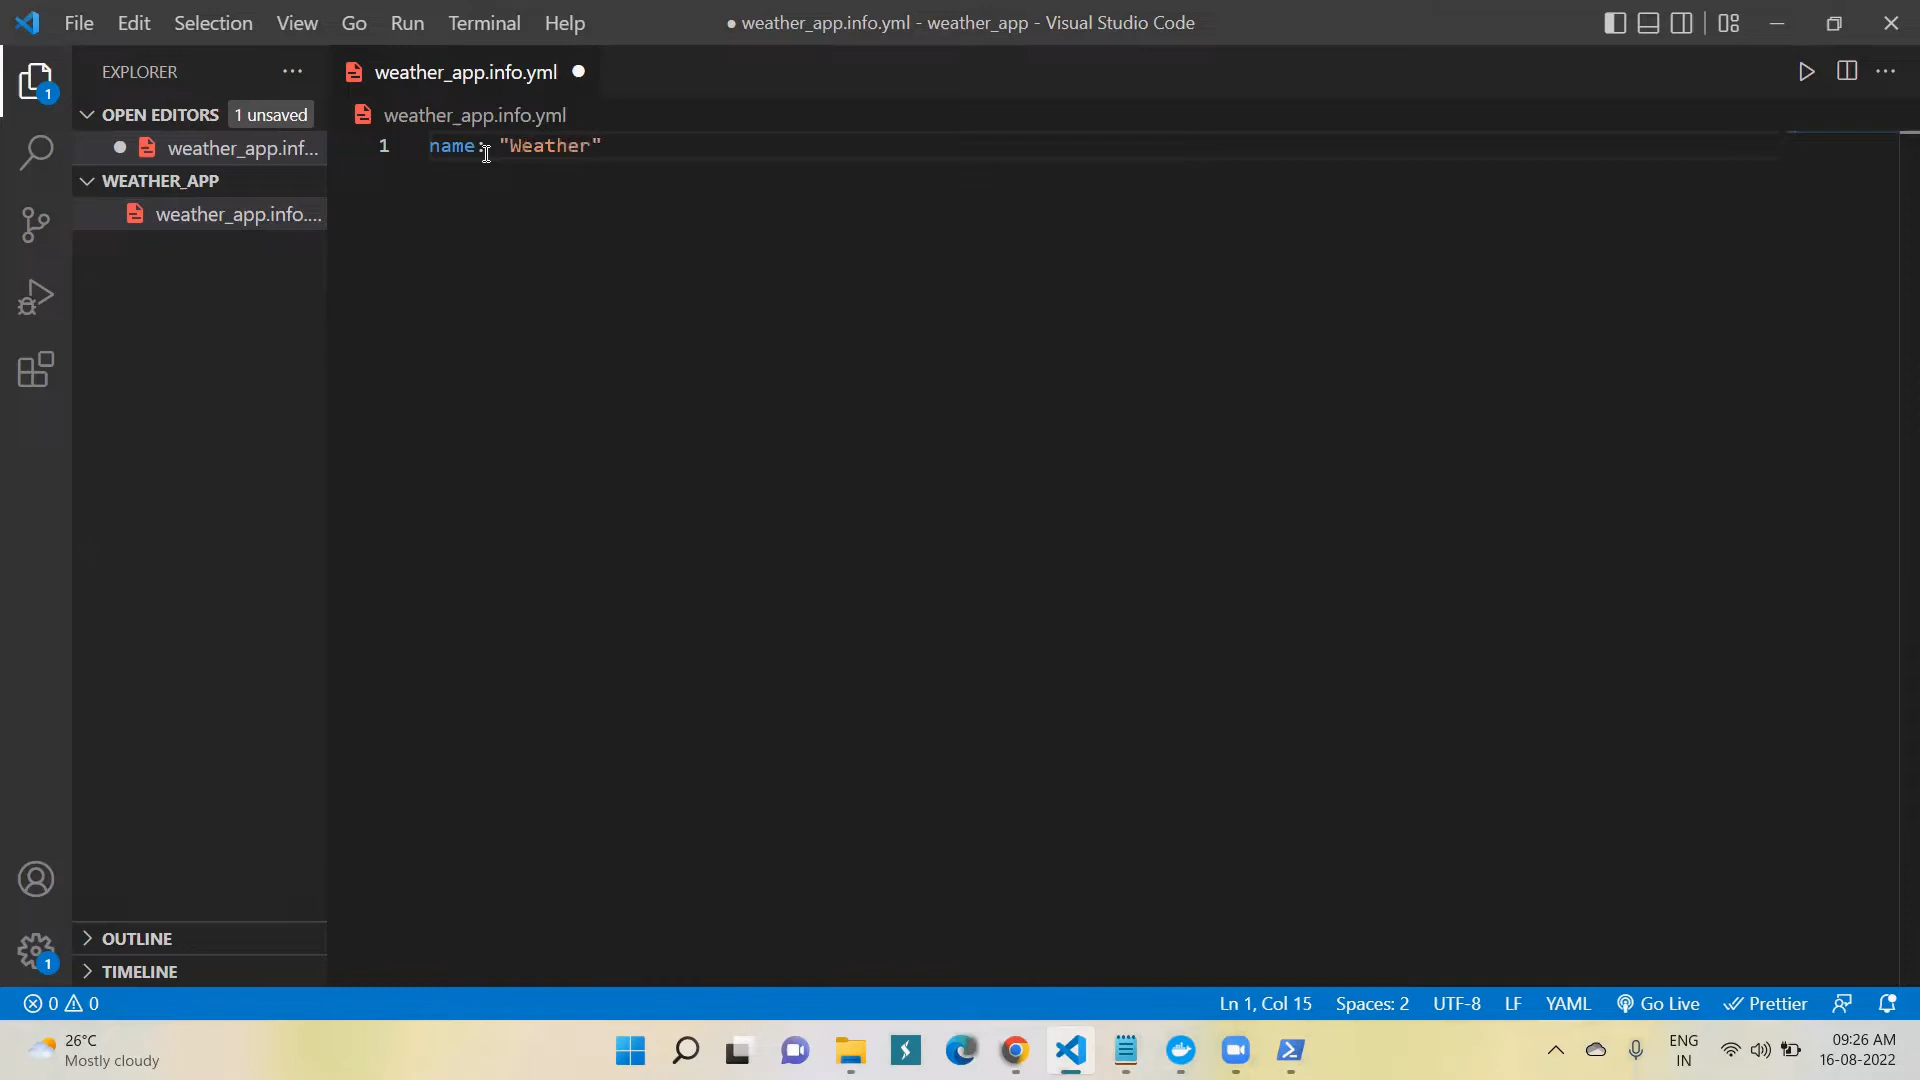 File Edit Selection View Go Run Terminal Help
● weather_app.info.yml - weather_app - Visual Studio Code
EXPLORER
OPEN EDITORS 1 unsaved
weather_app.inf...
WEATHER_APP
weather_app.info....
OUTLINE
TIMELINE
weather_app.info.yml
weather_app.info.yml
1 name: "Weather"
1
1
0 0
Ln 1, Col 15 Spaces: 2 UTF-8 LF YAML Go Live Prettier
26°C
Mostly cloudy
ENG
IN
09:26 AM
16-08-2022